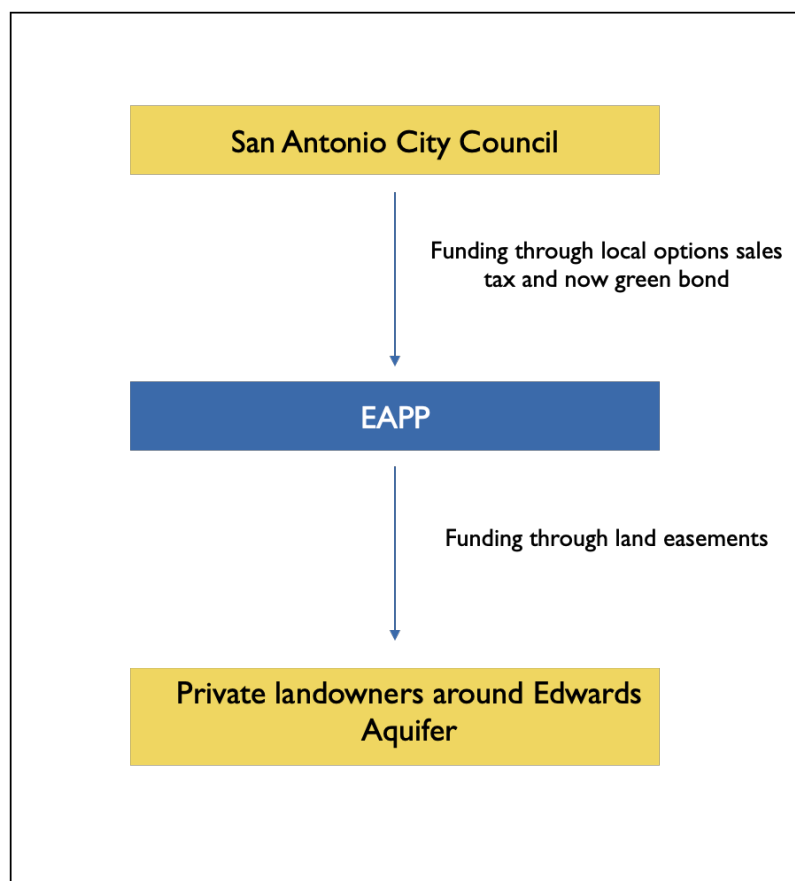 San Antonio City Council
Funding through local options sales
tax and now green bond
EAPP
Funding through land easements
Private landowners around Edwards
Aquifer